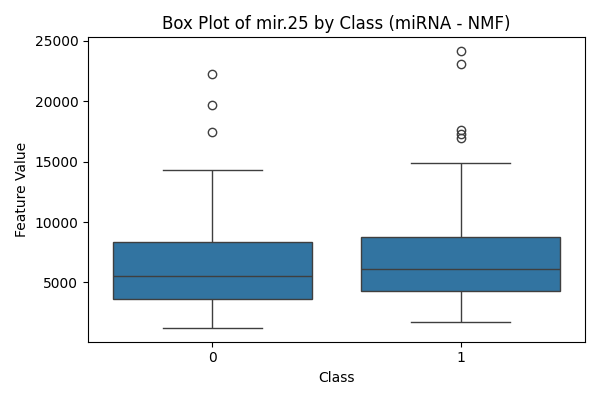 Box Plot of mir.25 by Class (miRNA - NMF)
25000
20000
15000
10000
5000
Feature Value
0
1
Class